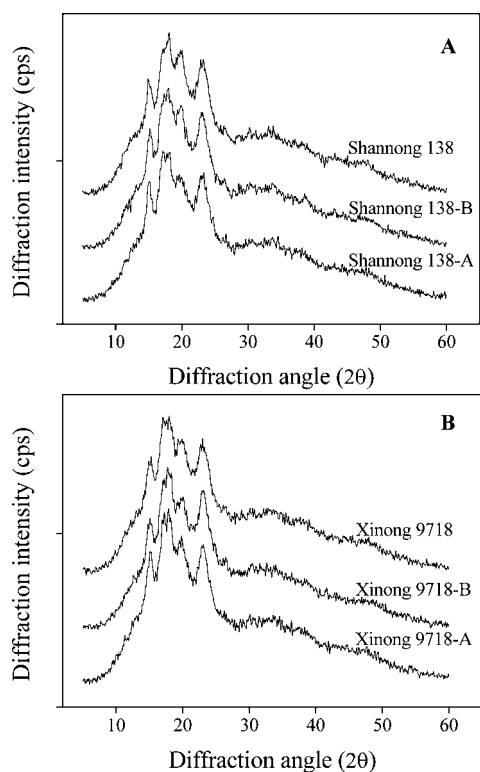 A
Diffraction intensity (cps)
Shannong 138
Shannong 138-B
Shannong 138-A
10 20 30 40 50 60
Diffraction angle (2θ)
B
Diffraction intensity (cps)
Xinong 9718
Xinong 9718-B
Xinong 9718-A
10 20 30 40 50 60
Diffraction angle (2θ)